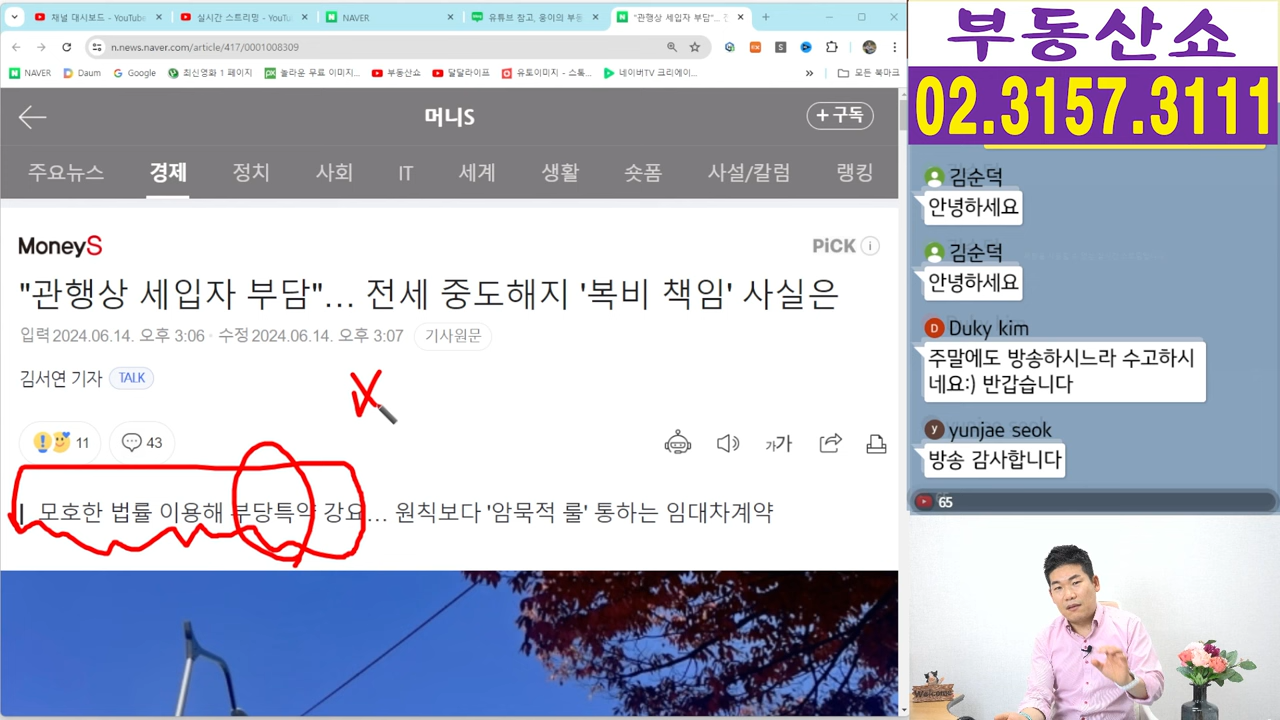 채널 대시보드 - YouTu
실시간 스트리밍 - YouTu
NAVER
유튜브 참고, 웅이의 부동
"관행상 세입자 부담"...
n.news.naver.com/article/417/0001008309
NAVER
Daum
Google
최신영화 1 페이지
놀라운 무료 이미지...
부동산쇼
달달라이프
유토이미지 - 스톡...
네이버TV 크리에이...
모든 북마크
머니S
+ 구독
주요뉴스
경제
정치
사회
IT
세계
생활
숏폼
사설/칼럼
랭킹
MoneyS
PiCK
"관행상 세입자 부담"... 전세 중도해지 '복비 책임' 사실은
입력 2024.06.14. 오후 3:06 · 수정 2024.06.14. 오후 3:07 기사원문
김서연 기자 TALK
11
43
가가
모호한 법률 이용해 부당특약 강요... 원칙보다 '암묵적 룰' 통하는 임대차계약
부동산쇼
02.3157.3111
김순덕
안녕하세요
김순덕
안녕하세요
D Duky kim
주말에도 방송하시느라 수고하시
네요:) 반갑습니다
y yunjae seok
방송 감사합니다
65
Welcome